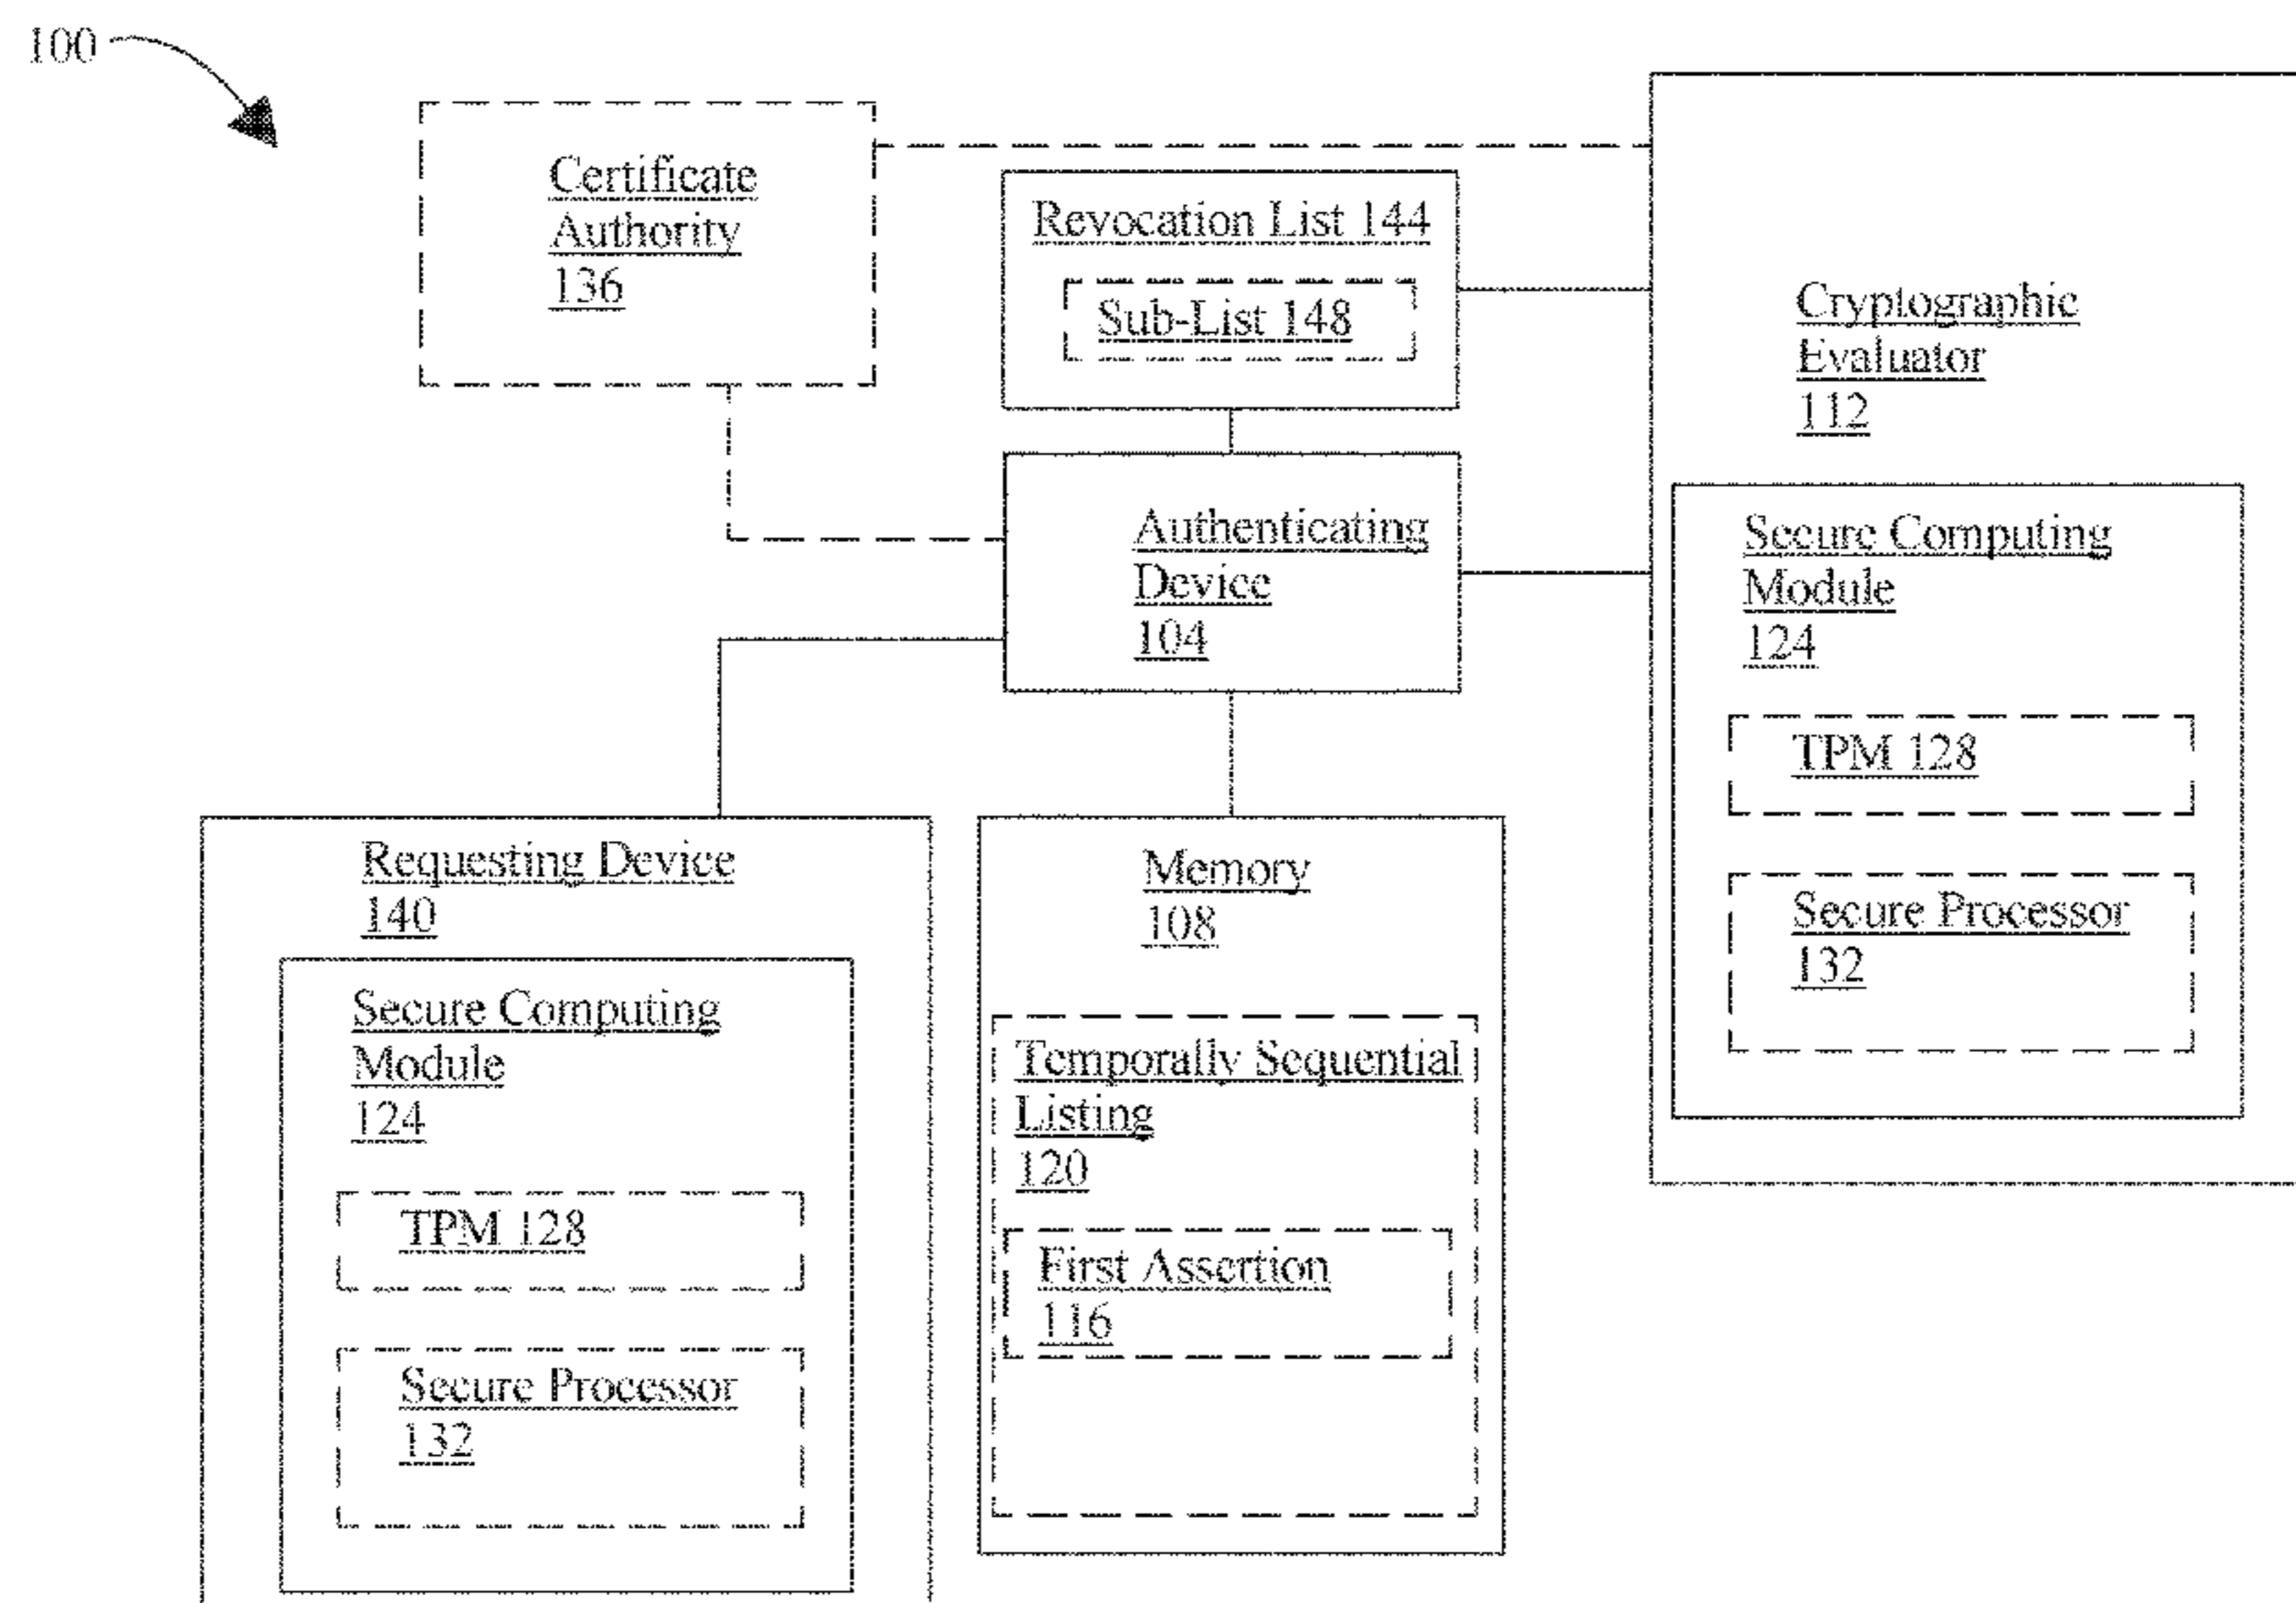 100
Certificate
Authority
136
Revocation List 144
Sub-List 148
Cryptographic
Evaluator
112
Authenticating
Device
104
Secure Computing
Module
124
TPM 128
Secure Processor
132
Requesting Device
140
Secure Computing
Module
124
TPM 128
Secure Processor
132
Memory
108
Temporally Sequential
Listing
120
First Assertion
116